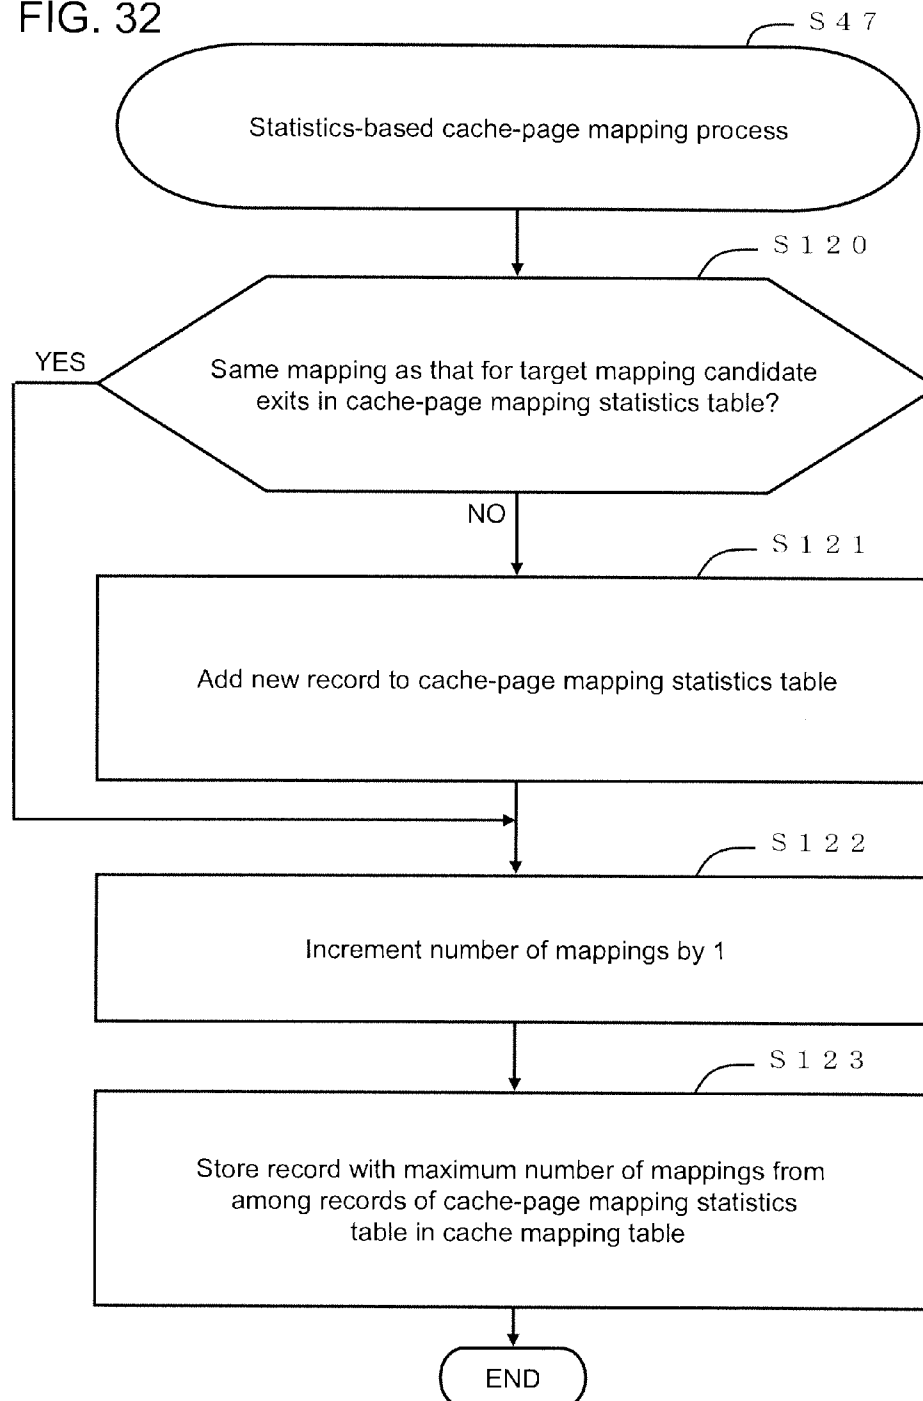 FIG. 32
S47
Statistics-based cache-page mapping process
S120
YES
Same mapping as that for target mapping candidate
exits in cache-page mapping statistics table?
NO
S121
Add new record to cache-page mapping statistics table
S122
Increment number of mappings by 1
S123
Store record with maximum number of mappings from
among records of cache-page mapping statistics
table in cache mapping table
END